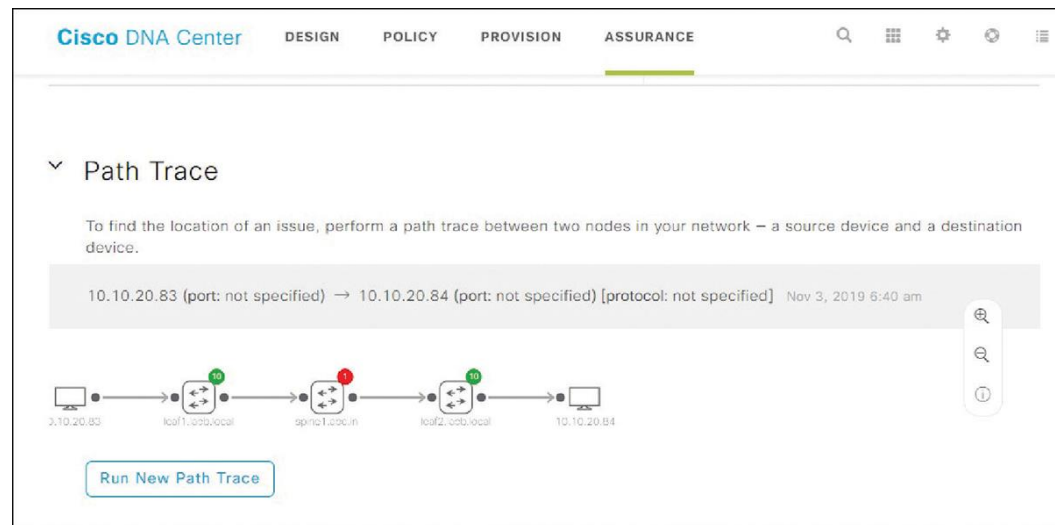 Cisco DNA Center DESIGN POLICY PROVISION ASSURANCE
Path Trace
To find the location of an issue, perform a path trace between two nodes in your network – a source device and a destination
device.
10.10.20.83 (port: not specified) → 10.10.20.84 (port: not specified) [protocol: not specified] Nov 3, 2019 6:40 am
10 1 10
10.10.20.84
Run New Path Trace